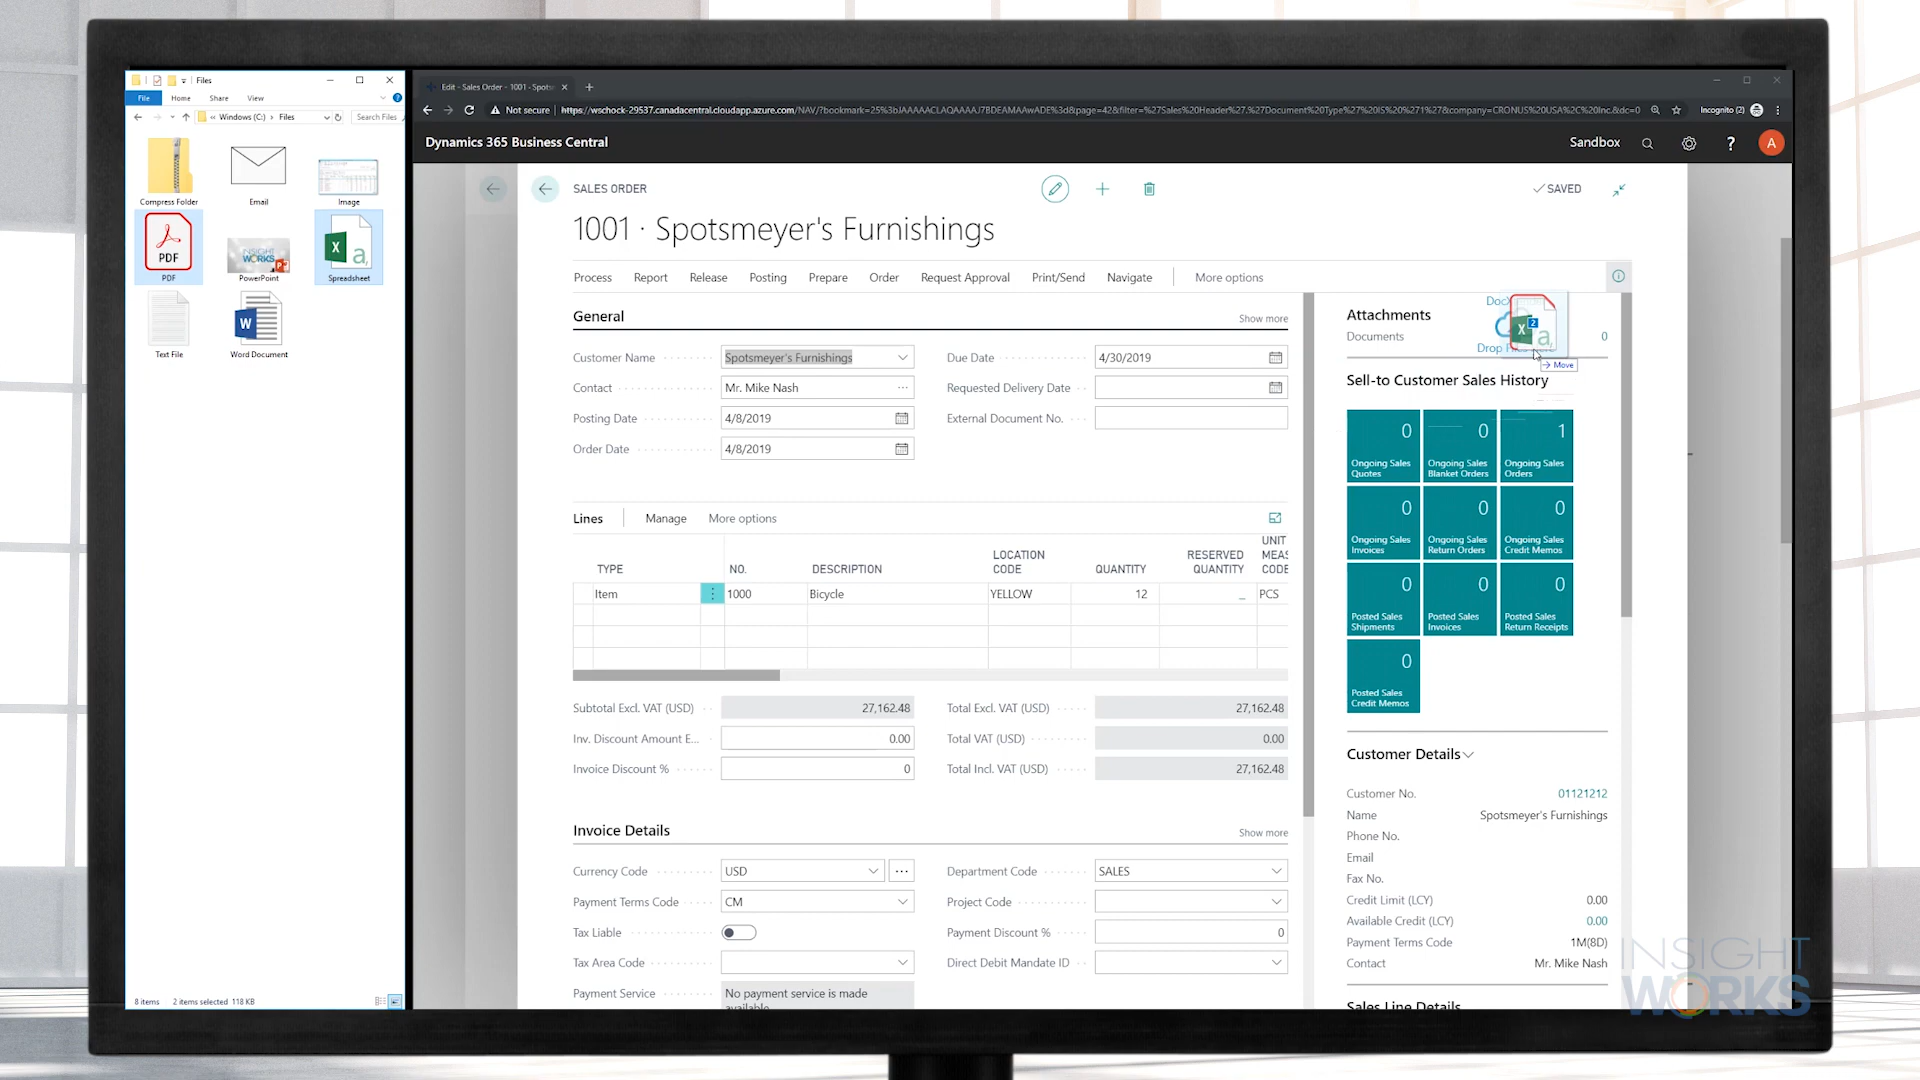 Files
File Home Share View
« Windows (C:) › Files Search Files
Compress Folder Email Image
PDF
PDF PowerPoint Spreadsheet
INSIGHT
WORKS
Text File Word Document
8 items 2 items selected 118 KB
Edit - Sales Order - 1001 - Spots
Not secure
Incognito (2)
Dynamics 365 Business Central
Sandbox
?
A
SALES ORDER
SAVED
1001 · Spotsmeyer's Furnishings
Process Report Release Posting Prepare Order Request Approval Print/Send Navigate More options
General
Show more
Customer Name Spotsmeyer's Furnishings
Due Date 4/30/2019
Contact Mr. Mike Nash
Requested Delivery Date
Posting Date 4/8/2019
External Document No.
Order Date 4/8/2019
Lines Manage More options
TYPE NO. DESCRIPTION LOCATION CODE QUANTITY RESERVED QUANTITY UNIT MEAS CODE
Item 1000 Bicycle YELLOW 12 _ PCS
Subtotal Excl. VAT (USD) 27,162.48
Total Excl. VAT (USD) 27,162.48
Inv. Discount Amount E... 0.00
Total VAT (USD) 0.00
Invoice Discount % 0
Total Incl. VAT (USD) 27,162.48
Invoice Details
Show more
Currency Code USD
Department Code SALES
Payment Terms Code CM
Project Code
Tax Liable
Payment Discount % 0
Tax Area Code
Direct Debit Mandate ID
Payment Service No payment service is made
available.
Attachments
Documents 0
Drop
2
Move
Sell-to Customer Sales History
0 Ongoing Sales Quotes
0 Ongoing Sales Blanket Orders
1 Ongoing Sales Orders
0 Ongoing Sales Invoices
0 Ongoing Sales Return Orders
0 Ongoing Sales Credit Memos
0 Posted Sales Shipments
0 Posted Sales Invoices
0 Posted Sales Return Receipts
0 Posted Sales Credit Memos
Customer Details
Customer No. 01121212
Name Spotsmeyer's Furnishings
Phone No.
Email
Fax No.
Credit Limit (LCY) 0.00
Available Credit (LCY) 0.00
Payment Terms Code 1M(8D)
Contact Mr. Mike Nash
Sales Line Details
INSIGHT
WORKS